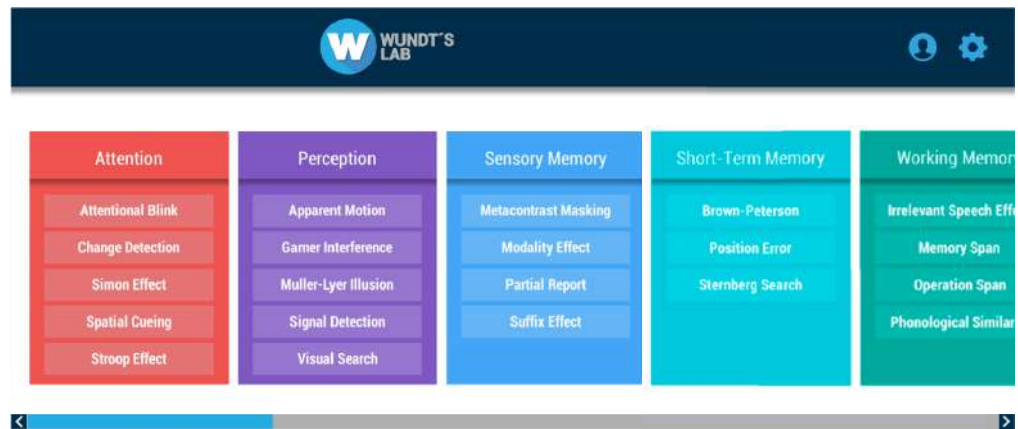 W WUNDT´S
LAB
Attention
Attentional Blink
Change Detection
Simon Effect
Spatial Cueing
Stroop Effect
Perception
Apparent Motion
Garner Interference
Muller-Lyer Illusion
Signal Detection
Visual Search
Sensory Memory
Metacontrast Masking
Modality Effect
Partial Report
Suffix Effect
Short-Term Memory
Brown-Peterson
Position Error
Sternberg Search
Working Memor
Irrelevant Speech Effe
Memory Span
Operation Span
Phonological Similar